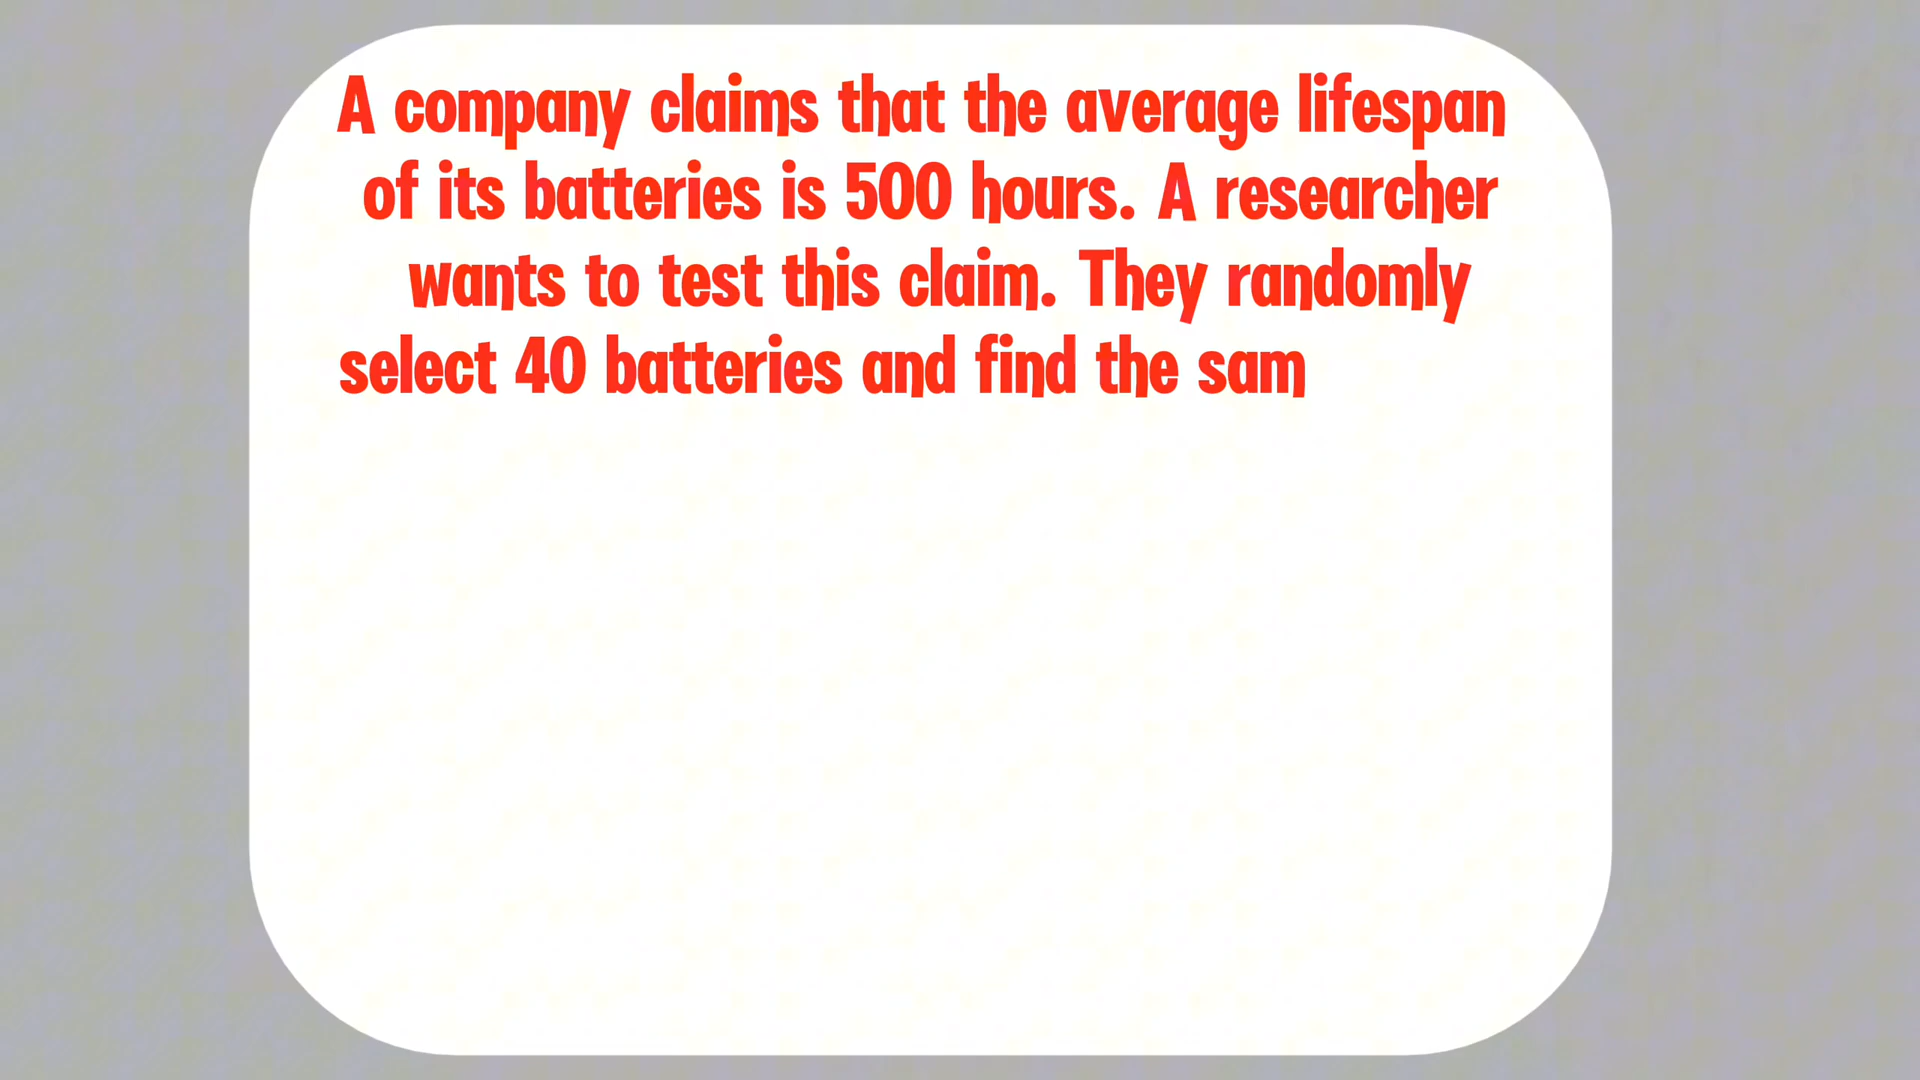 A company claims that the average lifespan
of its batteries is 500 hours. A researcher
wants to test this claim. They randomly
select 40 batteries and find the sam